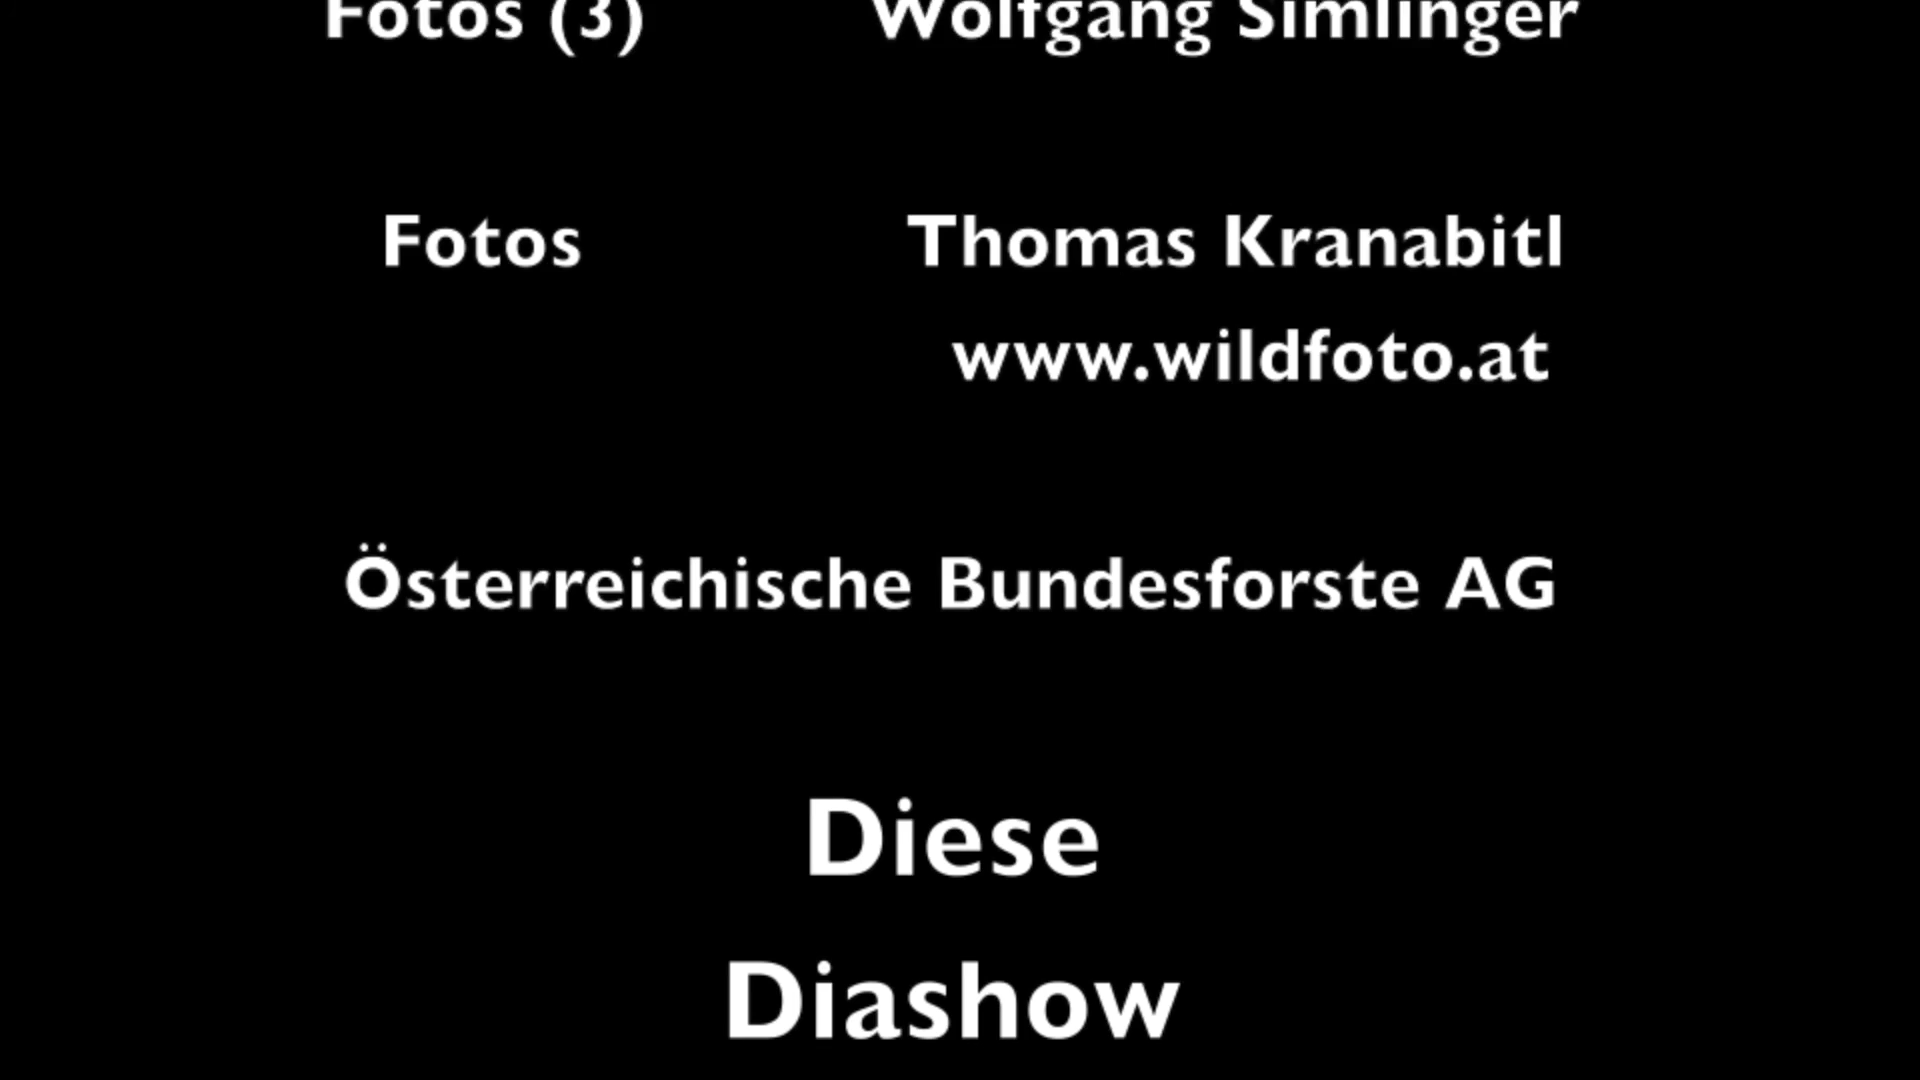 Fotos (3) Wolfgang Simlinger
Fotos Thomas Kranabitl
www.wildfoto.at
Österreichische Bundesforste AG
Diese
Diashow